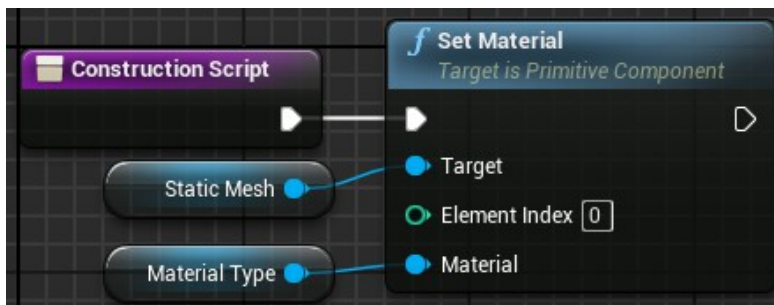 Construction Script
f Set Material
Target is Primitive Component
Target
Static Mesh
Element Index 0
Material Type
Material